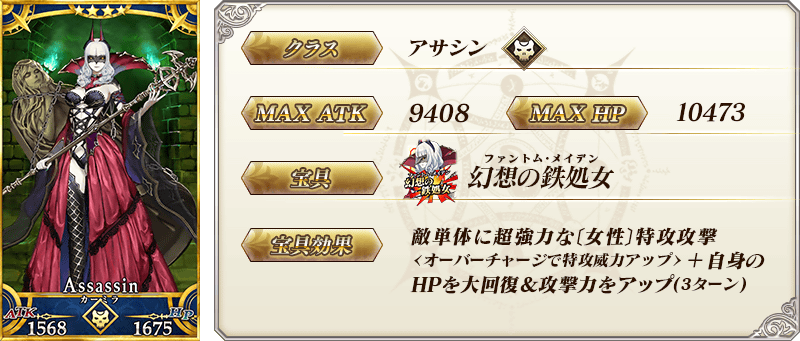 Assassin
カーミラ
ATK
1568
1675
HP
クラス
アサシン
MAX ATK
9408
MAX HP
10473
宝具
幻想の
鉄処女
ファントム・メイデン
幻想の鉄処女
宝具効果
敵単体に超強力な〔女性〕特攻攻撃
<オーバーチャージで特攻威力アップ>＋自身の
HPを大回復&攻撃力をアップ(3ターン)